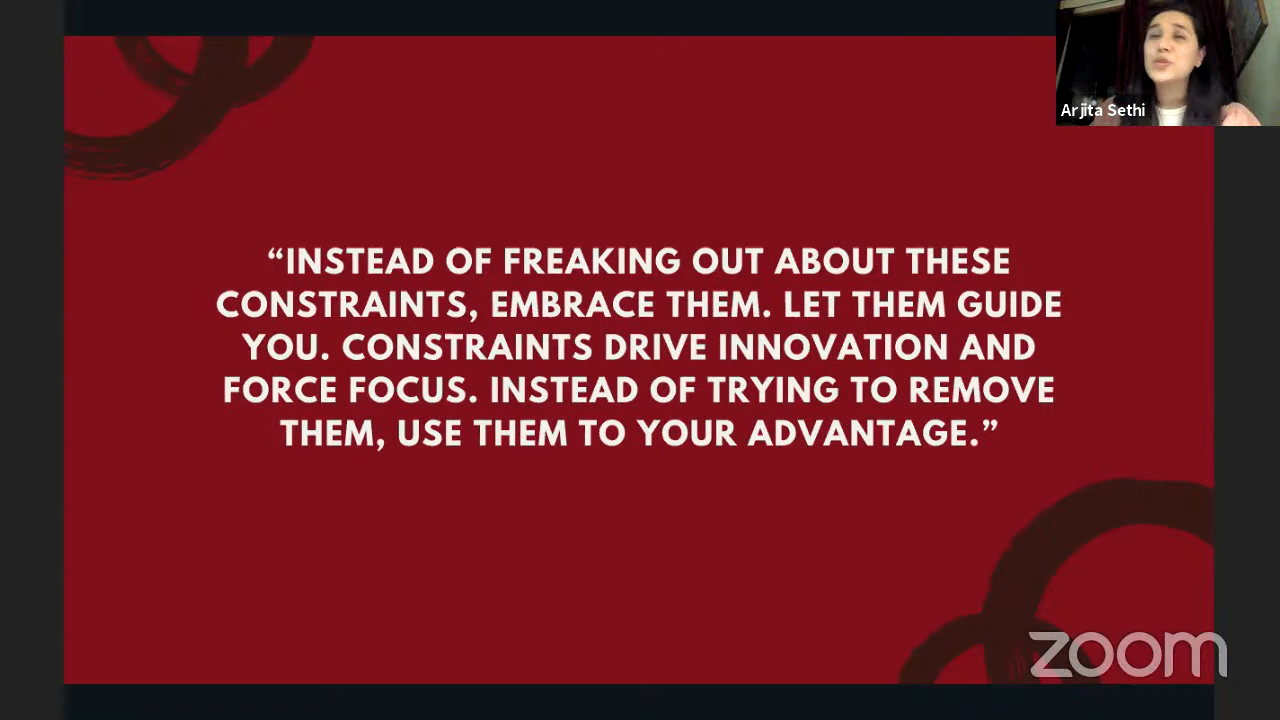 Arjita Sethi
“INSTEAD OF FREAKING OUT ABOUT THESE
CONSTRAINTS, EMBRACE THEM. LET THEM GUIDE
YOU. CONSTRAINTS DRIVE INNOVATION AND
FORCE FOCUS. INSTEAD OF TRYING TO REMOVE
THEM, USE THEM TO YOUR ADVANTAGE.”
zoom